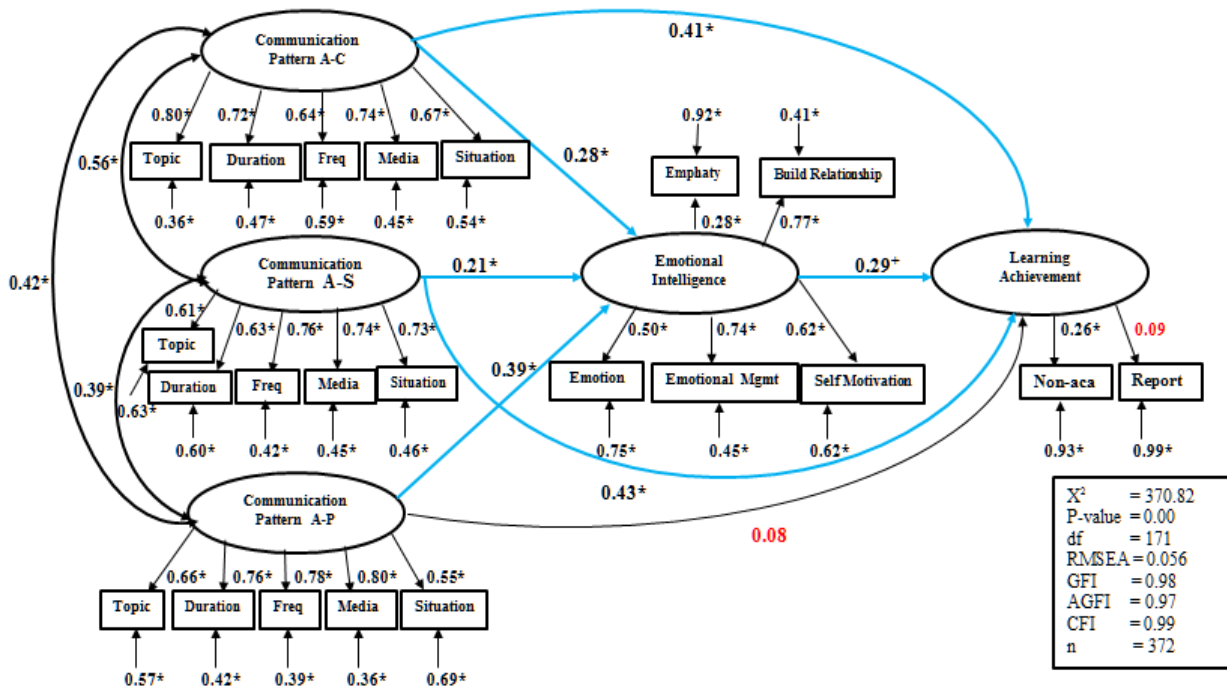 Communication
Pattern A-C
0.41*
0.80*
0.72*
0.64*
0.74*
0.67*
0.92*
0.41*
Topic
Duration
Freq
Media
Situation
0.56*
0.28*
Emphaty
Build Relationship
0.36*
0.47*
0.59*
0.45*
0.54*
0.28*
0.77*
0.42*
Communication
Pattern A-S
0.21*
Emotional
Intelligence
0.29+
Learning
Achievement
0.61*
0.63*
0.76*
0.74*
0.73*
0.50*
0.74*
0.62*
0.26*
0.09
Topic
Duration
Freq
Media
Situation
0.39*
0.39*
Emotion
Emotional Mgmt
Self Motivation
Non-aca
Report
0.63*
0.60*
0.42*
0.45*
0.46*
0.75*
0.45*
0.62*
0.93*
0.99*
Communication
Pattern A-P
0.43*
0.08
0.66*
0.76*
0.78*
0.80*
0.55*
Topic
Duration
Freq
Media
Situation
0.57*
0.42*
0.39*
0.36*
0.69*
X² = 370.82
P-value = 0.00
df = 171
RMSEA = 0.056
GFI = 0.98
AGFI = 0.97
CFI = 0.99
n = 372